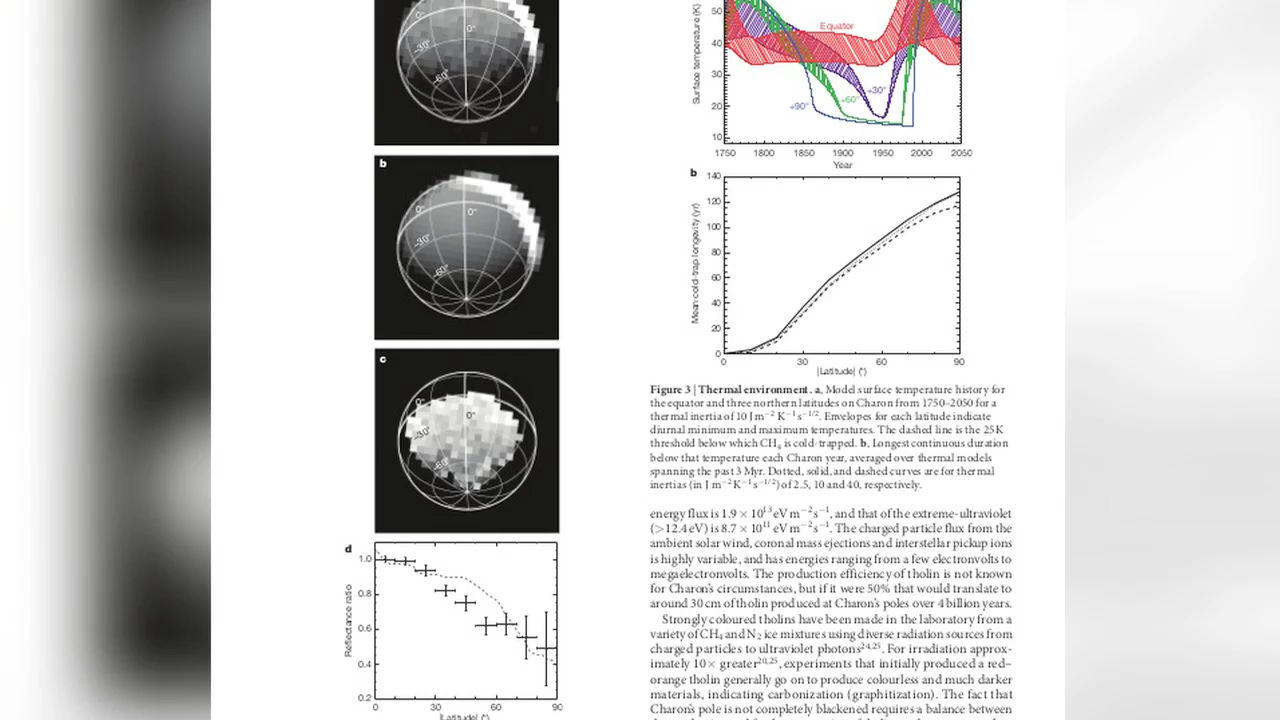 0°
0°
-30°
-60°
b
0°
0°
-30°
-60°
c
0°
0°
-30°
-60°
d
1.0
0.8
0.6
0.4
0.2
Reflectance ratio
0
30
60
90
|Latitude| (°)
Surface temperature (K)
50
40
30
20
10
Equator
+30°
+60°
+90°
1750 1800 1850 1900 1950 2000 2050
Year
b
140
120
100
80
60
40
20
0
Mean cold-trap longevity (yr)
0 30 60 90
|Latitude| (°)
Figure 3 | Thermal environment. a, Model surface temperature history for
the equator and three northern latitudes on Charon from 1750–2050 for a
thermal inertia of 10 J m⁻² K⁻¹ s⁻¹/². Envelopes for each latitude indicate
diurnal minimum and maximum temperatures. The dashed line is the 25 K
threshold below which CH₄ is cold-trapped. b, Longest continuous duration
below that temperature each Charon year, averaged over thermal models
spanning the past 3 Myr. Dotted, solid, and dashed curves are for thermal
inertias (in J m⁻² K⁻¹ s⁻¹/²) of 2.5, 10 and 40, respectively.
energy flux is 1.9 × 10¹³ eV m⁻² s⁻¹, and that of the extreme-ultraviolet
(>12.4 eV) is 8.7 × 10¹¹ eV m⁻² s⁻¹. The charged particle flux from the
ambient solar wind, coronal mass ejections and interstellar pickup ions
is highly variable, and has energies ranging from a few electronvolts to
megaelectronvolts. The production efficiency of tholin is not known
for Charon's circumstances, but if it were 50% that would translate to
around 30 cm of tholin produced at Charon's poles over 4 billion years.
Strongly coloured tholins have been made in the laboratory from a
variety of CH₄ and N₂ ice mixtures using diverse radiation sources from
charged particles to ultraviolet photons²⁴,²⁵. For irradiation approx-
imately 10× greater²⁰,²⁵, experiments that initially produced a red–
orange tholin generally go on to produce colourless and much darker
materials, indicating carbonization (graphitization). The fact that
Charon's pole is not completely blackened requires a balance between